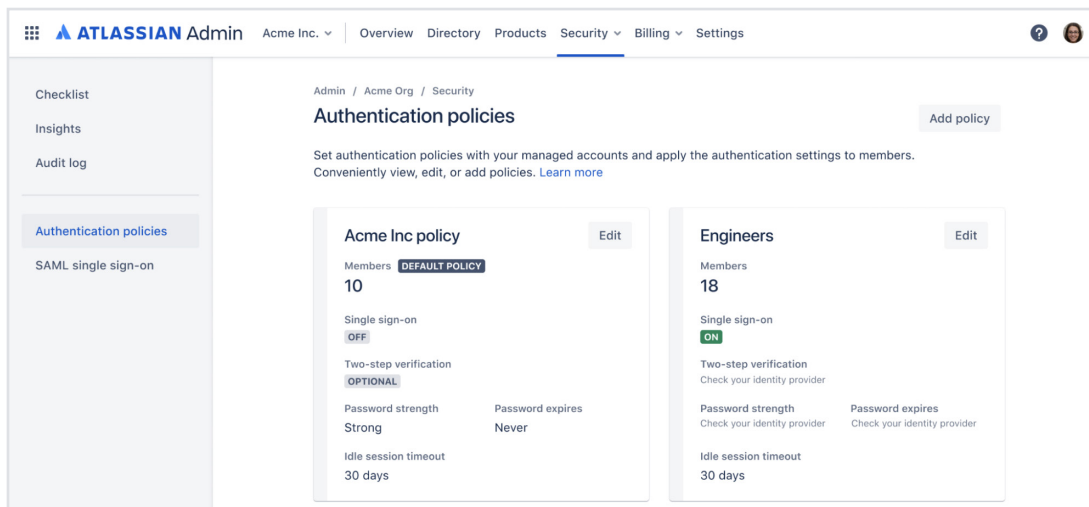 ATLASSIAN Admin Acme Inc. Overview Directory Products Security Billing Settings ?
Checklist
Insights
Audit log
Authentication policies
SAML single sign-on
Admin / Acme Org / Security
Authentication policies
Add policy
Set authentication policies with your managed accounts and apply the authentication settings to members.
Conveniently view, edit, or add policies. Learn more
Acme Inc policy Edit
Members DEFAULT POLICY
10
Single sign-on
OFF
Two-step verification
OPTIONAL
Password strength Password expires
Strong Never
Idle session timeout
30 days
Engineers Edit
Members
18
Single sign-on
ON
Two-step verification
Check your identity provider
Password strength Password expires
Check your identity provider Check your identity provider
Idle session timeout
30 days